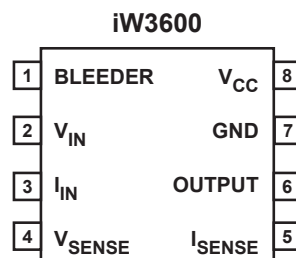 iW3600
1 BLEEDER V_CC 8
2 V_IN GND 7
3 I_IN OUTPUT 6
4 V_SENSE I_SENSE 5